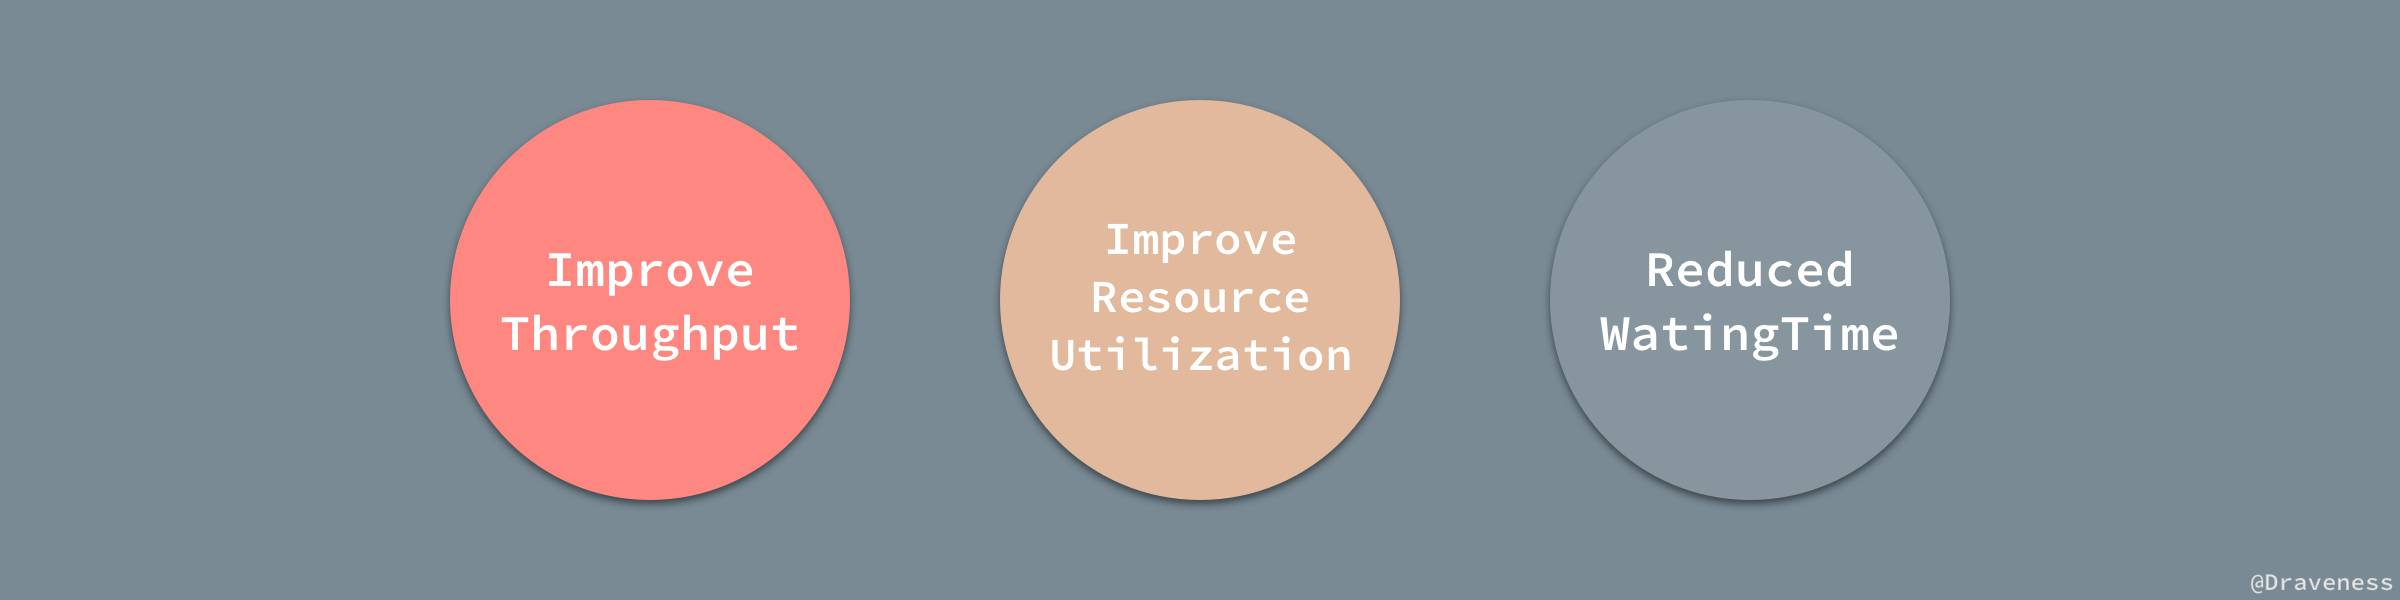 Improve
Throughput
Improve
Resource
Utilization
Reduced
WatingTime
@Draveness